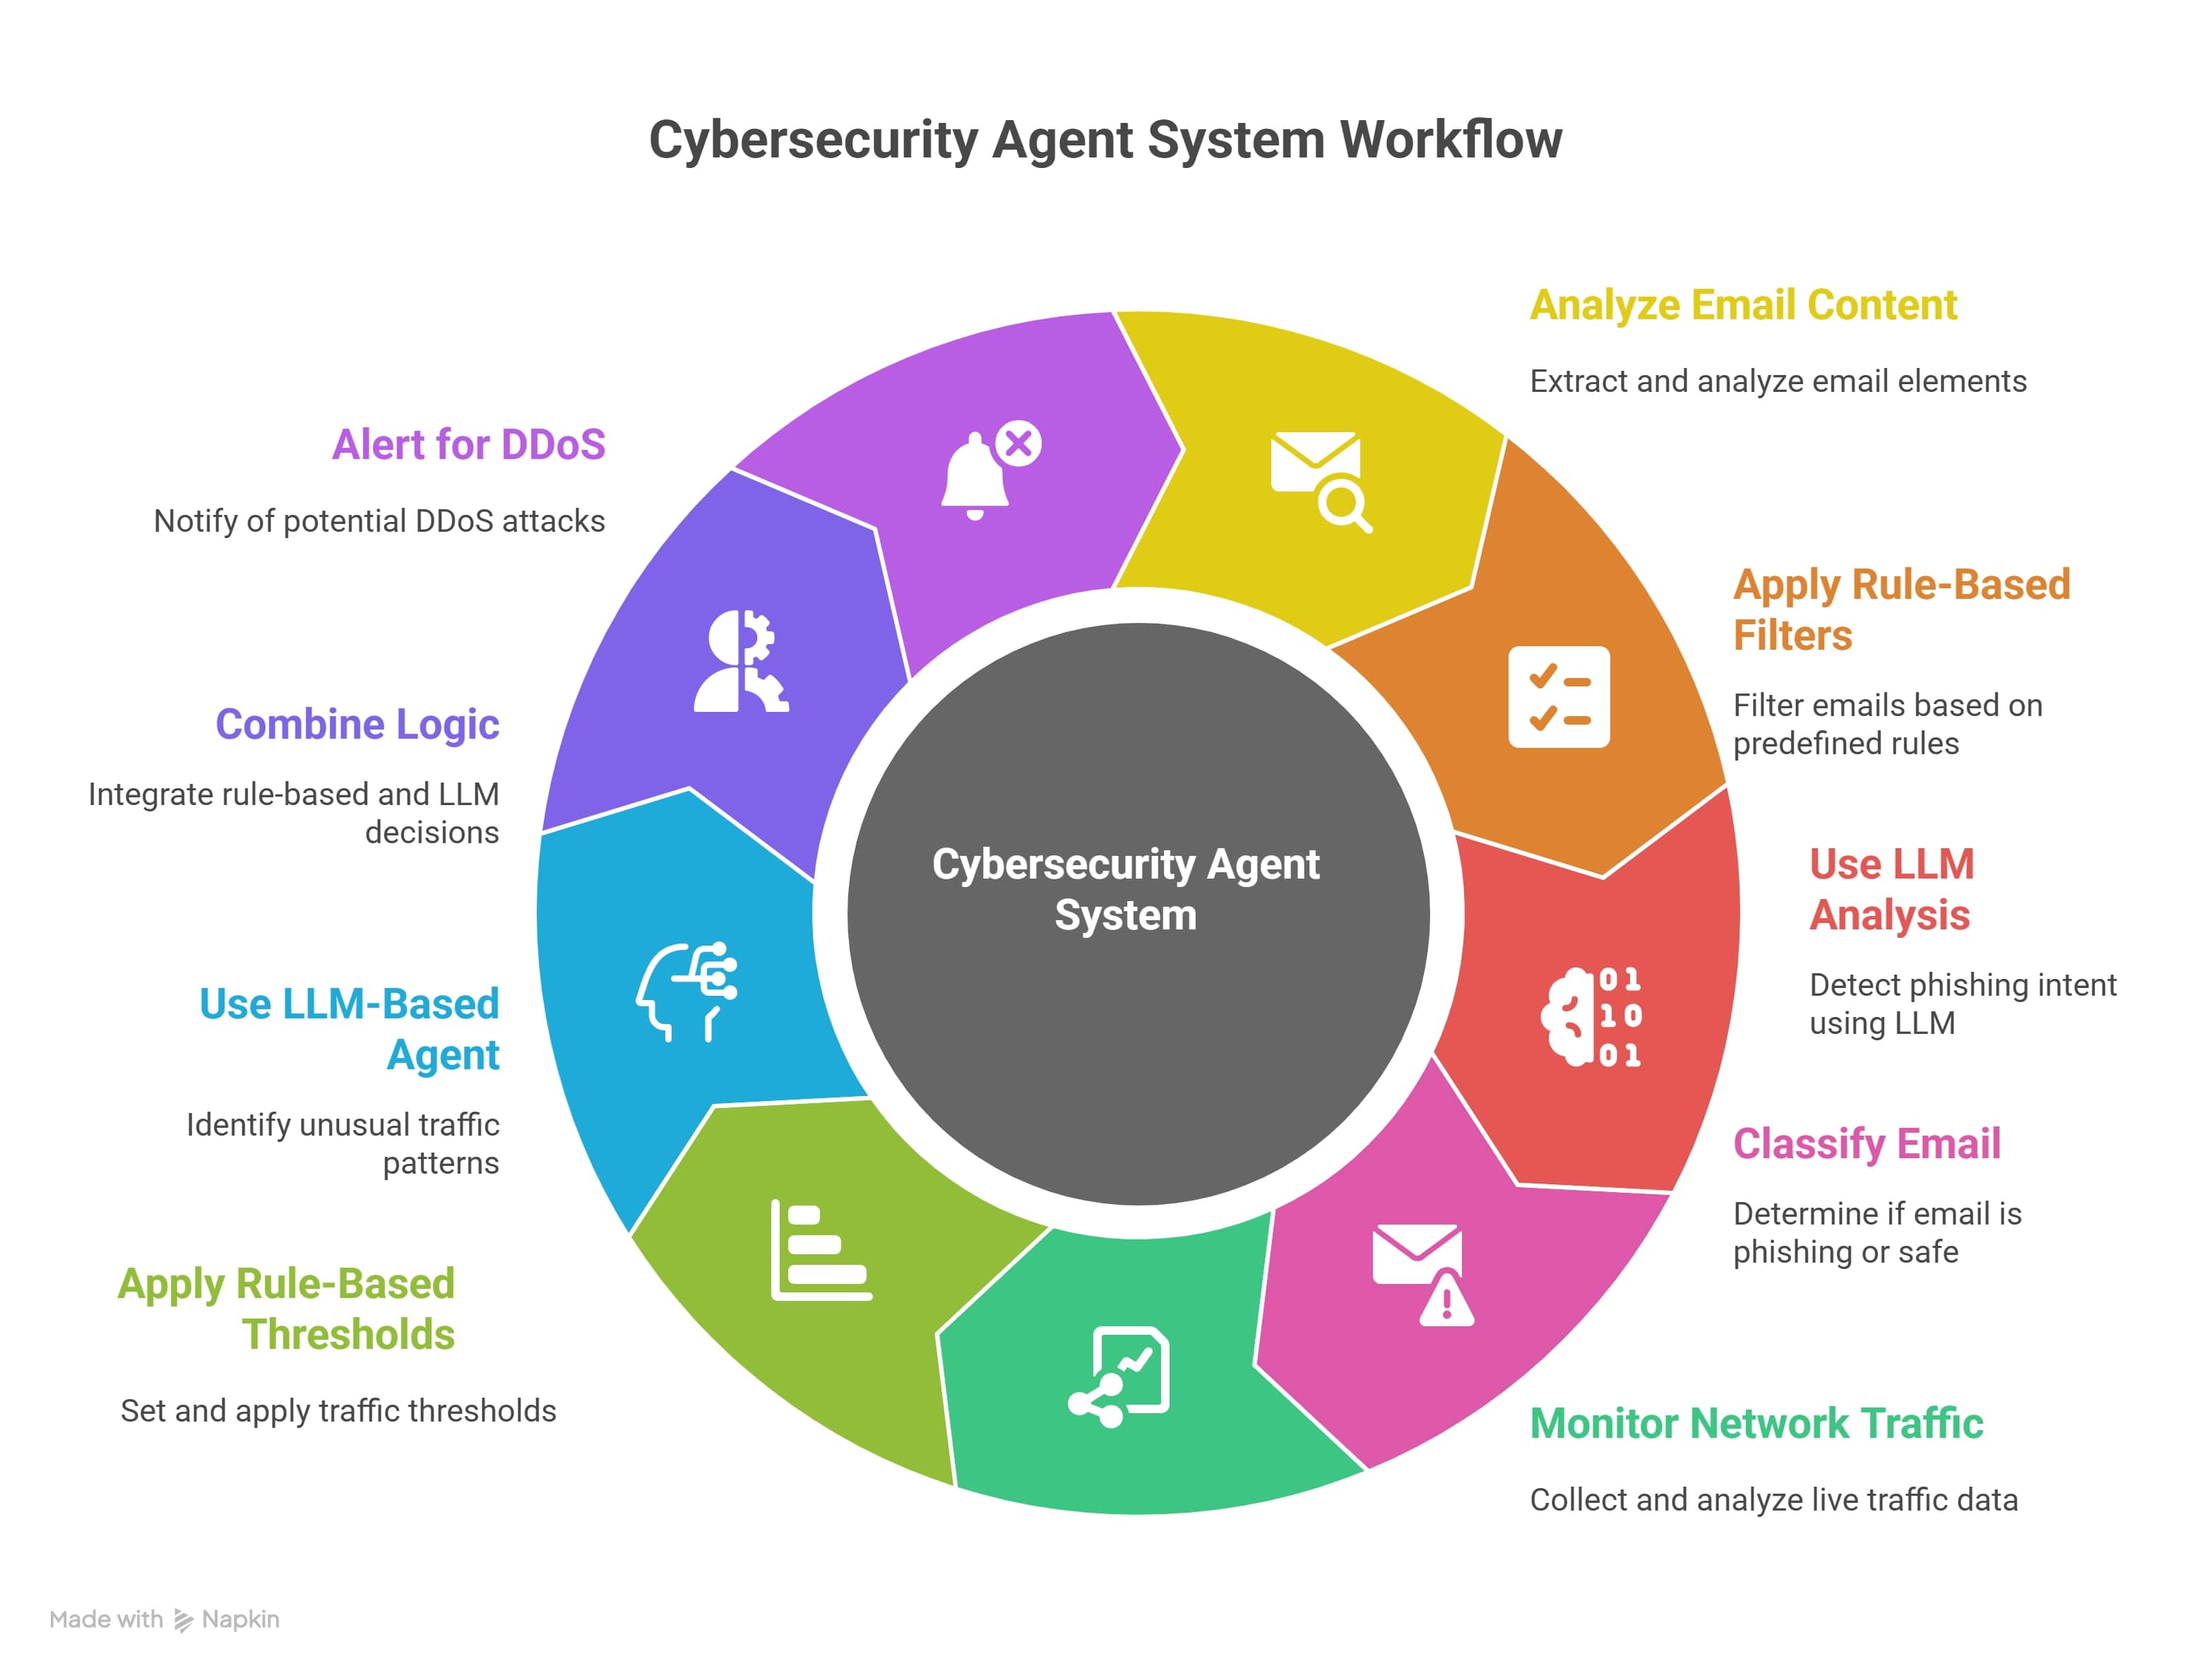 Cybersecurity Agent System Workflow
Analyze Email Content
Extract and analyze email elements
Apply Rule-Based
Filters
Filter emails based on
predefined rules
Use LLM
Analysis
Detect phishing intent
using LLM
Classify Email
Determine if email is
phishing or safe
Monitor Network Traffic
Collect and analyze live traffic data
Apply Rule-Based
Thresholds
Set and apply traffic thresholds
Use LLM-Based
Agent
Identify unusual traffic
patterns
Combine Logic
Integrate rule-based and LLM
decisions
Alert for DDoS
Notify of potential DDoS attacks
Cybersecurity Agent
System
01
10
01
Made with Napkin